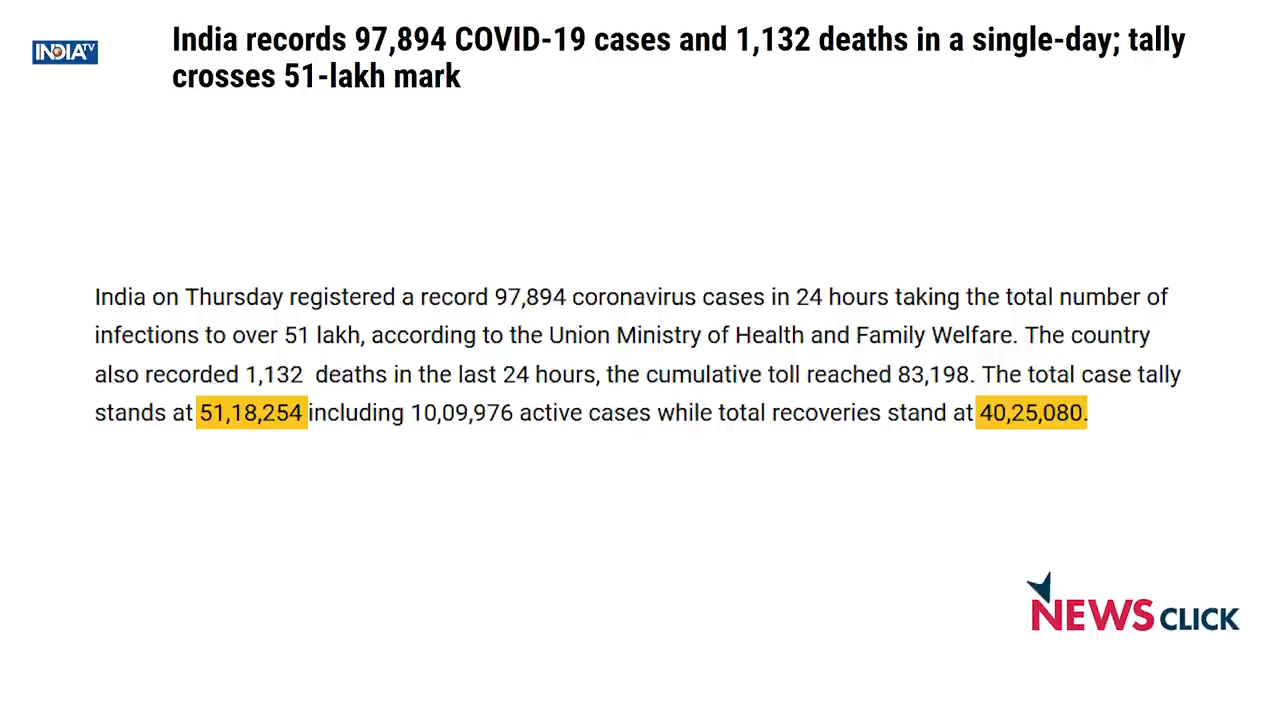 INDIA TV
India records 97,894 COVID-19 cases and 1,132 deaths in a single-day; tally
crosses 51-lakh mark
India on Thursday registered a record 97,894 coronavirus cases in 24 hours taking the total number of
infections to over 51 lakh, according to the Union Ministry of Health and Family Welfare. The country
also recorded 1,132 deaths in the last 24 hours, the cumulative toll reached 83,198. The total case tally
stands at 51,18,254 including 10,09,976 active cases while total recoveries stand at 40,25,080.
NEWSCLICK